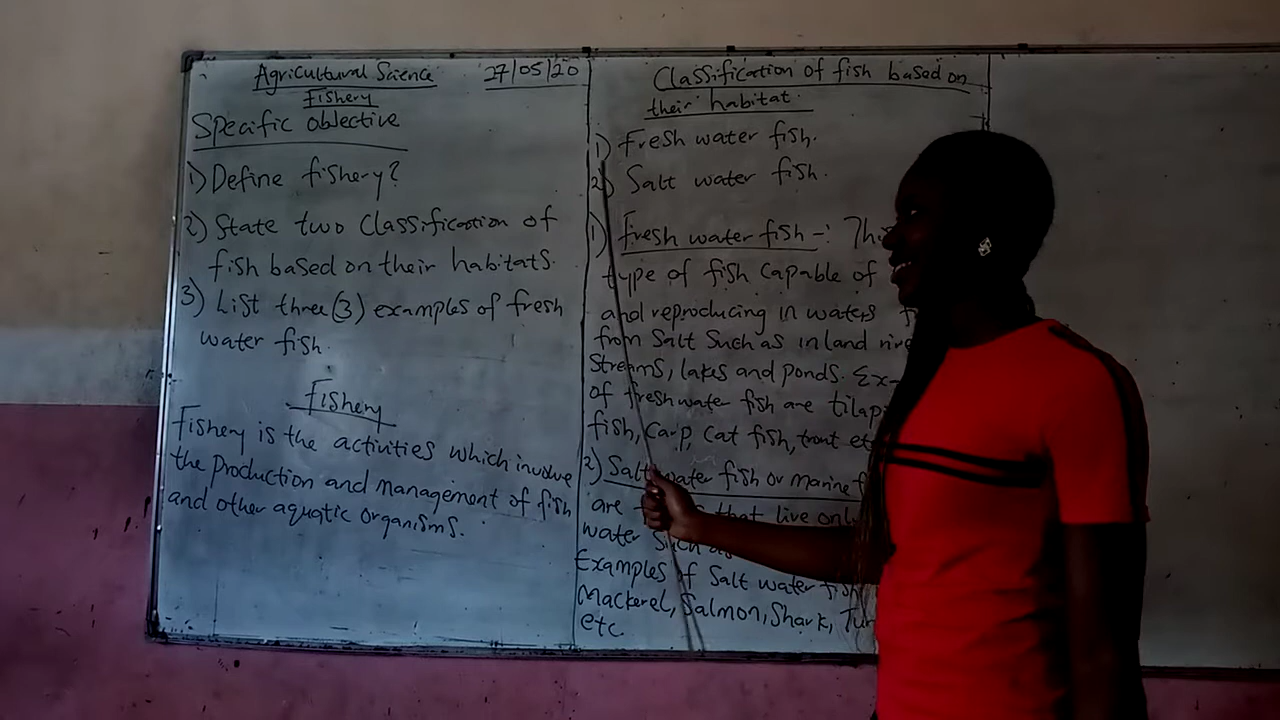 Agricultural Science 27/05/20
Fishery
Specific objective
1) Define fishery?
2) State two Classification of
fish based on their habitats.
3) List three (3) examples of fresh
water fish.
Fishery
Fishery is the activities which involve
the Production and management of fish
and other aquatic organisms.
Classification of fish based on
their habitat.
1) Fresh water fish.
2) Salt water fish.
1) Fresh water fish -:
type of fish Capable of
and reproducing in waters
from Salt Such as inland
Streams, lakes and Ponds.
of fresh water fish are
fish, Carp, Cat fish, trout
2) Salt water fish or marine
are that live
water Such as
Examples of Salt water fish
Mackerel, Salmon, Shark,
etc.